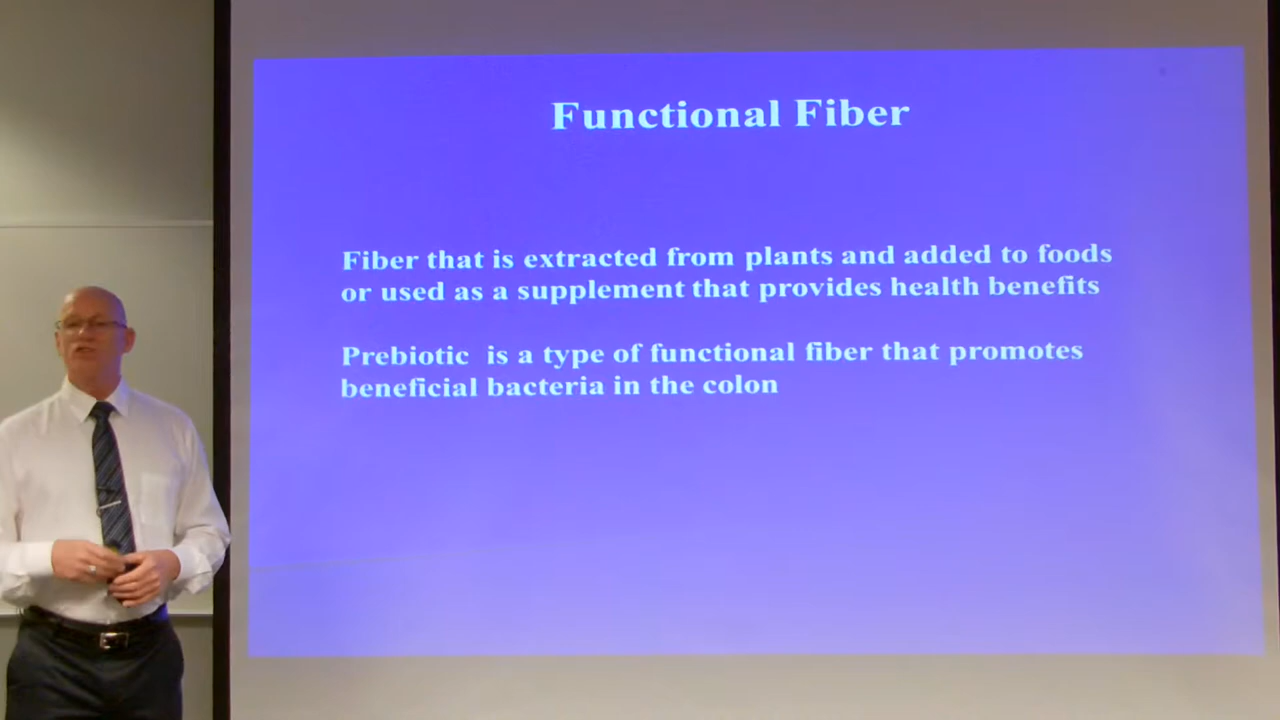 Functional Fiber
Fiber that is extracted from plants and added to foods
or used as a supplement that provides health benefits
Prebiotic is a type of functional fiber that promotes
beneficial bacteria in the colon